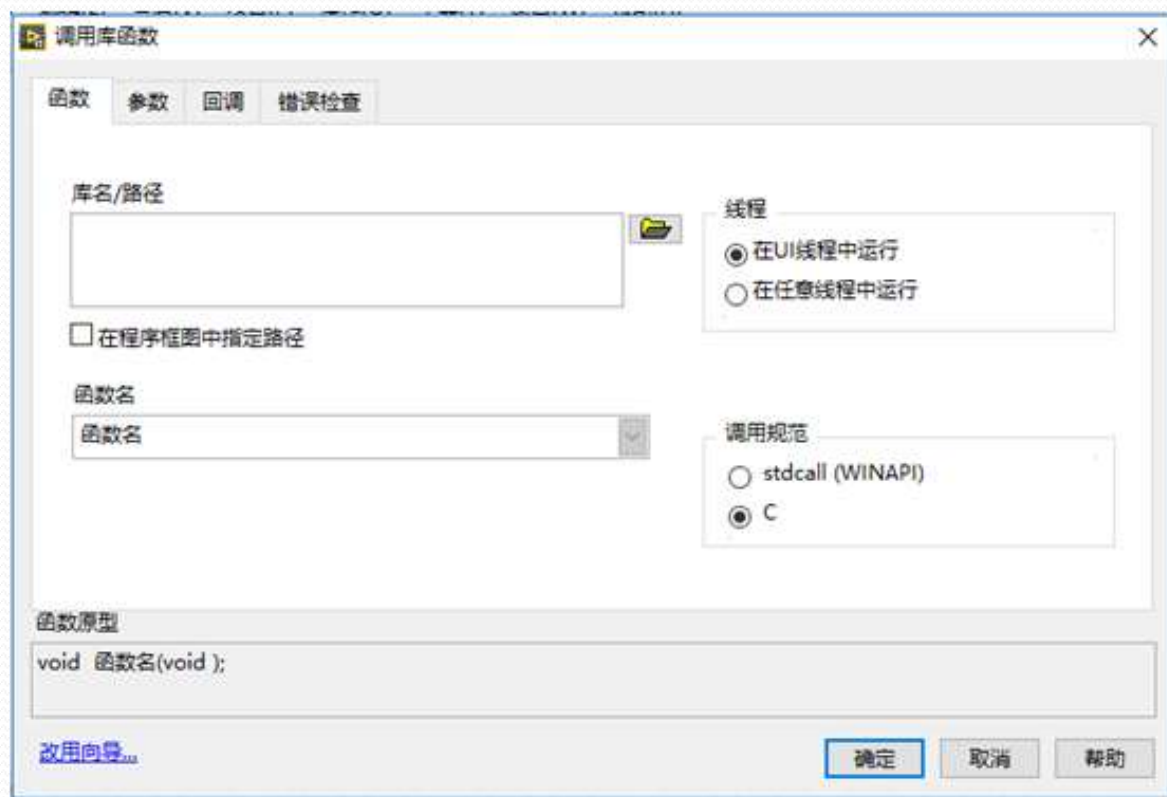 调用库函数
函数 参数 回调 错误检查
库名/路径
线程
在UI线程中运行
在任意线程中运行
在程序框图中指定路径
函数名
函数名
调用规范
stdcall (WINAPI)
C
函数原型
void 函数名(void );
改用向导...
确定 取消 帮助